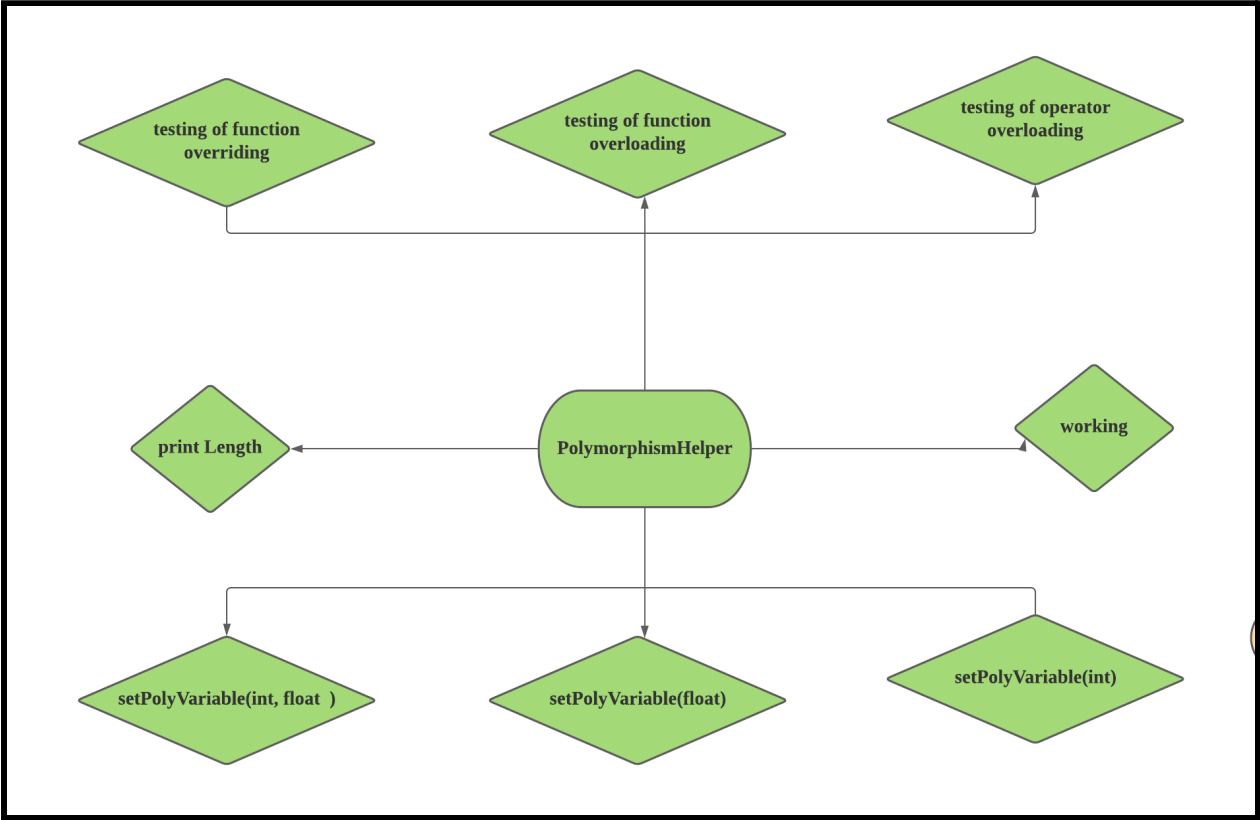 testing of function
overriding
testing of function
overloading
testing of operator
overloading
print Length
PolymorphismHelper
working
setPolyVariable(int, float  )
setPolyVariable(float)
setPolyVariable(int)